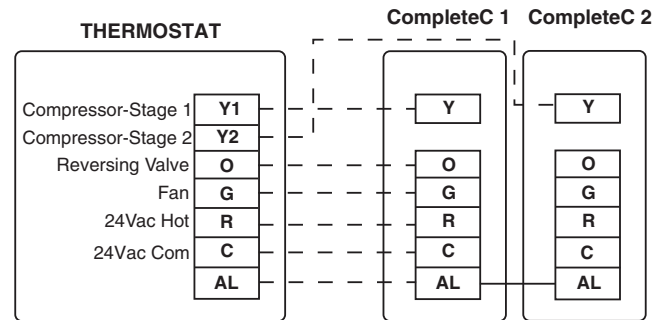 THERMOSTAT CompleteC 1 CompleteC 2
Compressor-Stage 1 Y1 Y Y
Compressor-Stage 2 Y2
Reversing Valve O O O
Fan G G G
24Vac Hot R R R
24Vac Com C C C
AL AL AL